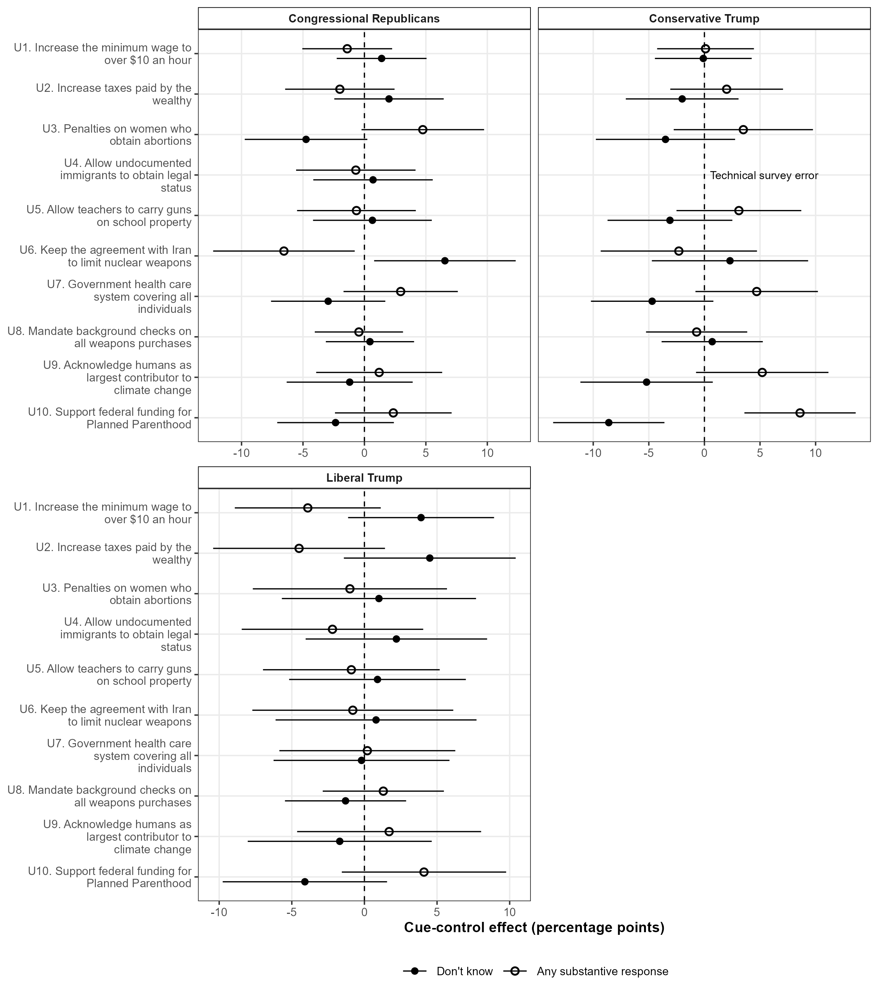 Congressional Republicans
Conservative Trump
U1. Increase the minimum wage to
over $10 an hour
U2. Increase taxes paid by the
wealthy
U3. Penalties on women who
obtain abortions
U4. Allow undocumented
immigrants to obtain legal
status
Technical survey error
U5. Allow teachers to carry guns
on school property
U6. Keep the agreement with Iran
to limit nuclear weapons
U7. Government health care
system covering all
individuals
U8. Mandate background checks on
all weapons purchases
U9. Acknowledge humans as
largest contributor to
climate change
U10. Support federal funding for
Planned Parenthood
-10 -5 0 5 10
-10 -5 0 5 10
Liberal Trump
U1. Increase the minimum wage to
over $10 an hour
U2. Increase taxes paid by the
wealthy
U3. Penalties on women who
obtain abortions
U4. Allow undocumented
immigrants to obtain legal
status
U5. Allow teachers to carry guns
on school property
U6. Keep the agreement with Iran
to limit nuclear weapons
U7. Government health care
system covering all
individuals
U8. Mandate background checks on
all weapons purchases
U9. Acknowledge humans as
largest contributor to
climate change
U10. Support federal funding for
Planned Parenthood
-10 -5 0 5 10
Cue-control effect (percentage points)
Don't know
Any substantive response